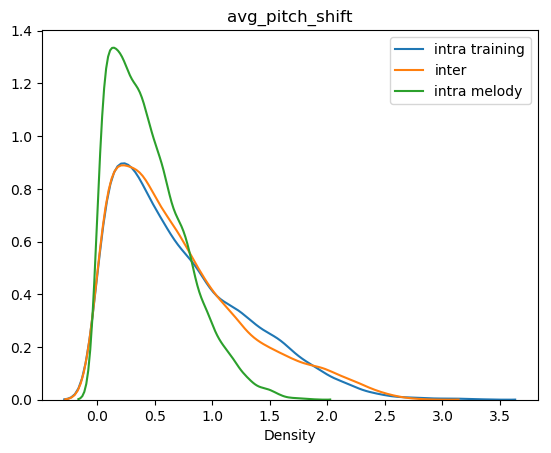 avg_pitch_shift
intra training
inter
intra melody
1.4
1.2
1.0
0.8
0.6
0.4
0.2
0.0
0.0 0.5 1.0 1.5 2.0 2.5 3.0 3.5
Density